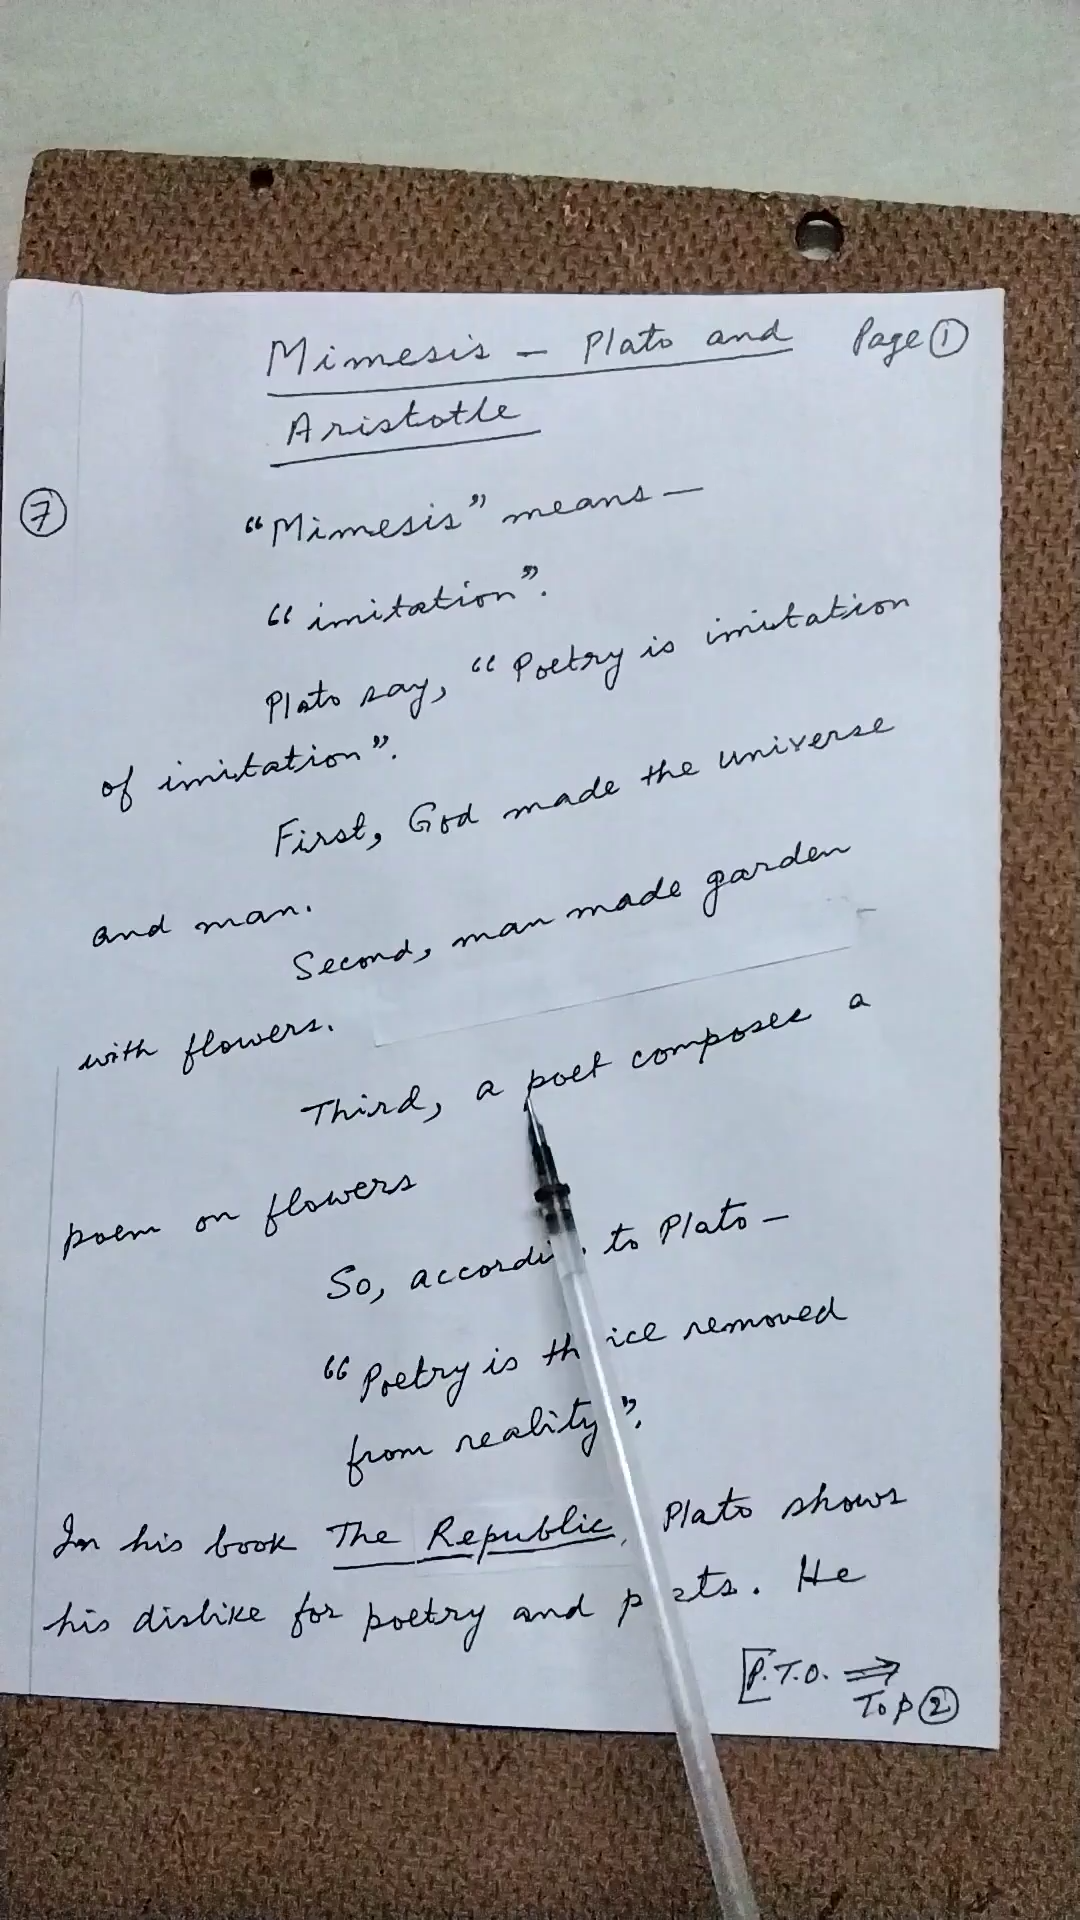 Mimesis - Plato and Page ①
Aristotle
⑦ "Mimesis" means -
"imitation".
Plato say, "Poetry is imitation
of imitation".
First, God made the universe
and man.
Second, man made garden
with flowers.
Third, a poet composes a
poem on flowers
So, to Plato -
"Poetry is removed
from reality".
In his book The Republic, Plato shows
his dislike for poetry and . He
[P.T.O. ⇒
To p ②